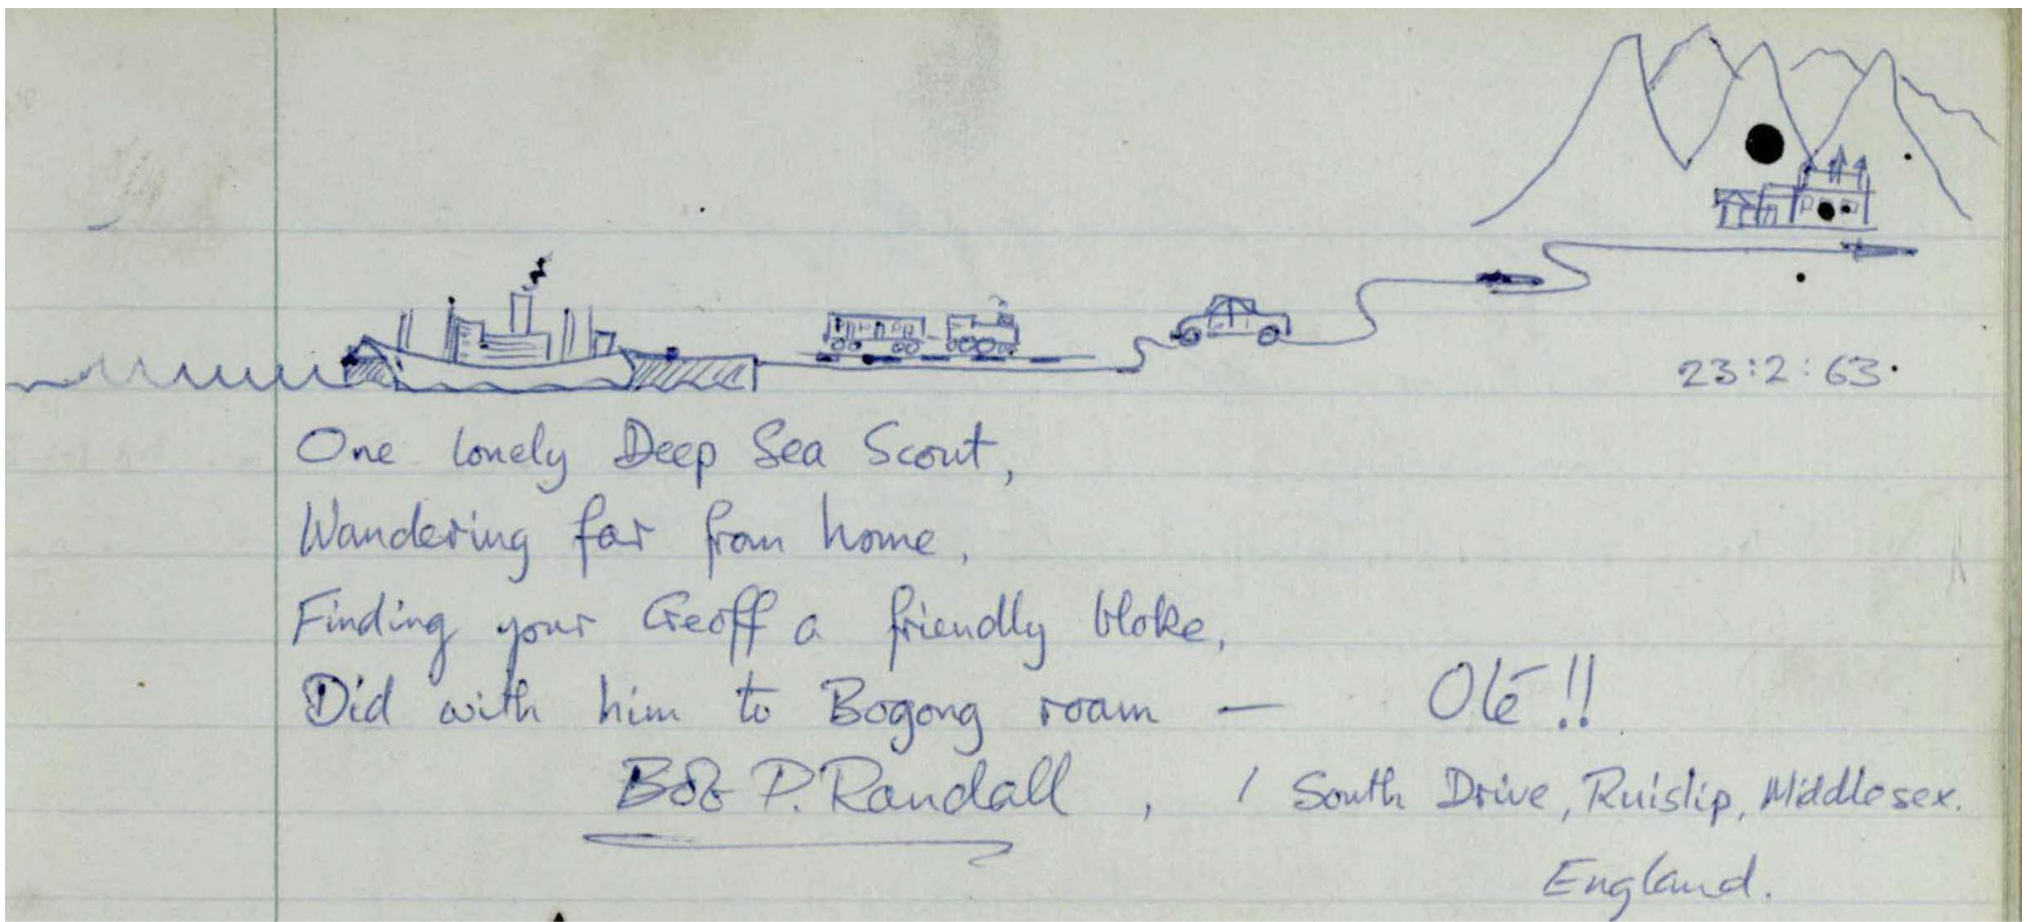 23:2:63.
One lonely Deep Sea Scout,
Wandering far from home,
Finding your Geoff a friendly bloke,
Did with him to Bogong roam — Olé!!
Bob P. Randall, 1 South Drive, Ruislip, Middlesex.
England.